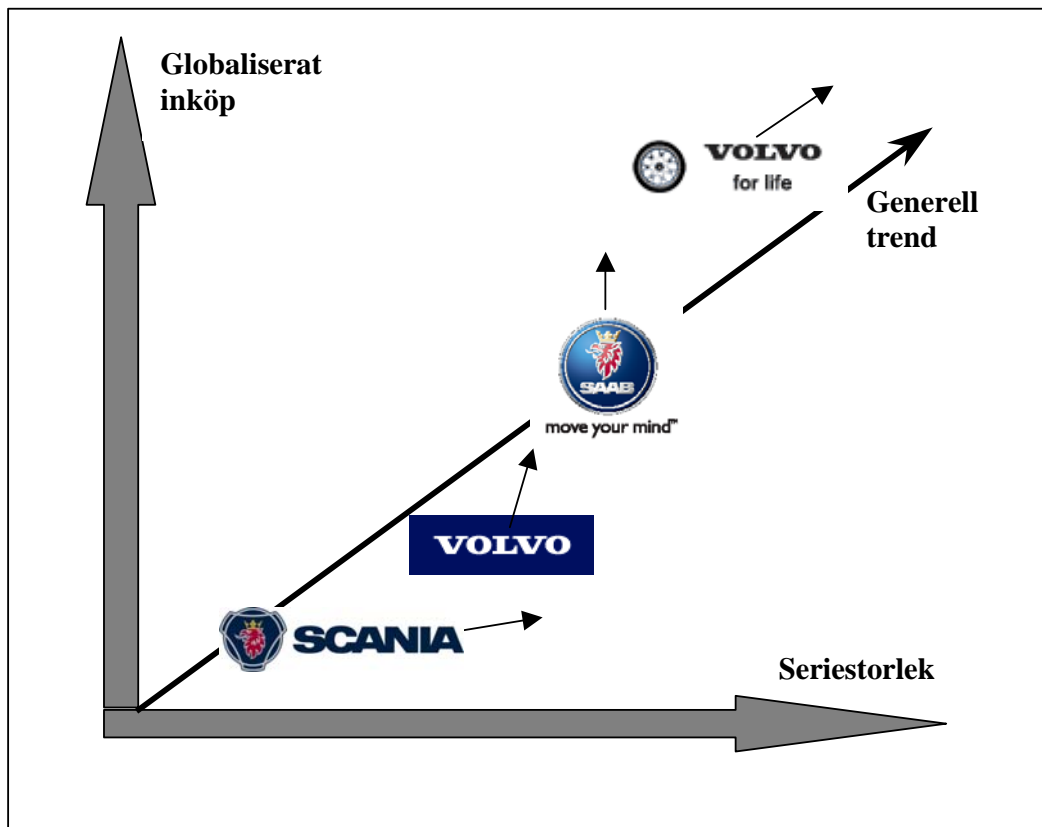 Globaliserat
inköp
VOLVO
for life
Generell
trend
SAAB
move your mind™
VOLVO
SCANIA
Seriestorlek